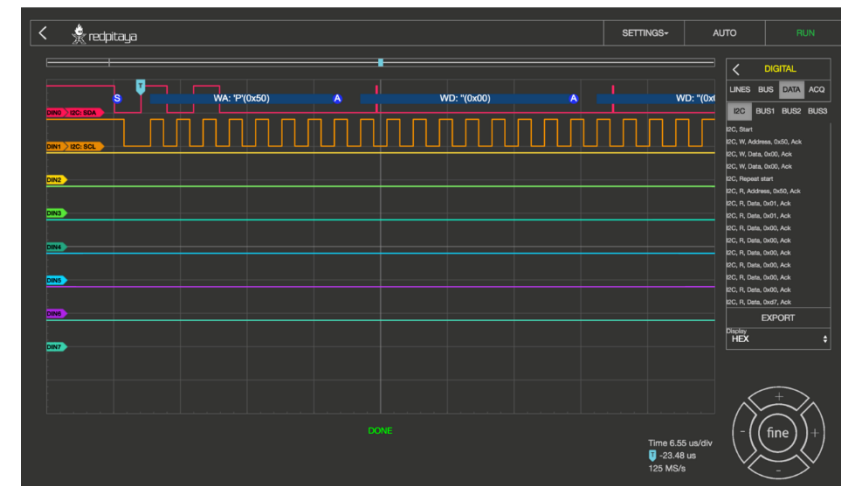 redpitaya
SETTINGS
AUTO
RUN
S
T
WA: 'P'(0x50)
A
WD: ''(0x00)
A
WD: ''(0x
DIN0
I2C: SDA
DIN1
I2C: SCL
DIN2
DIN3
DIN4
DIN5
DIN6
DIN7
DONE
Time 6.55 us/div
T -23.48 us
125 MS/s
DIGITAL
LINES BUS DATA ACQ
I2C BUS1 BUS2 BUS3
I2C, Start
I2C, W, Address, 0x50, Ack
I2C, W, Data, 0x00, Ack
I2C, W, Data, 0x00, Ack
I2C, Repeat start
I2C, R, Address, 0x50, Ack
I2C, R, Data, 0x01, Ack
I2C, R, Data, 0x01, Ack
I2C, R, Data, 0x00, Ack
I2C, R, Data, 0x00, Ack
I2C, R, Data, 0x00, Ack
I2C, R, Data, 0x00, Ack
I2C, R, Data, 0x00, Ack
I2C, R, Data, 0x00, Ack
I2C, R, Data, 0xd7, Ack
EXPORT
Display
HEX
+
- fine +
-